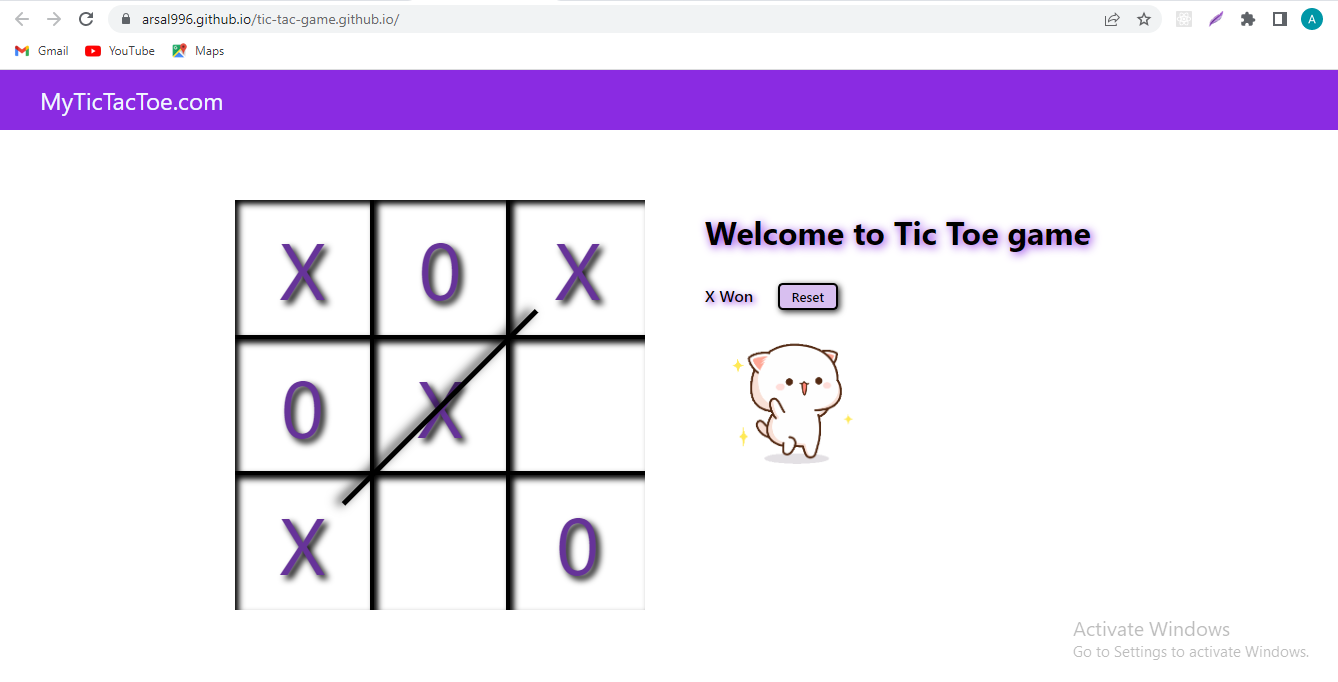 arsal996.github.io/tic-tac-game.github.io/
A
Gmail YouTube Maps
MyTicTacToe.com
X 0 X
0 X
X 0
Welcome to Tic Toe game
X Won Reset
Activate Windows
Go to Settings to activate Windows.